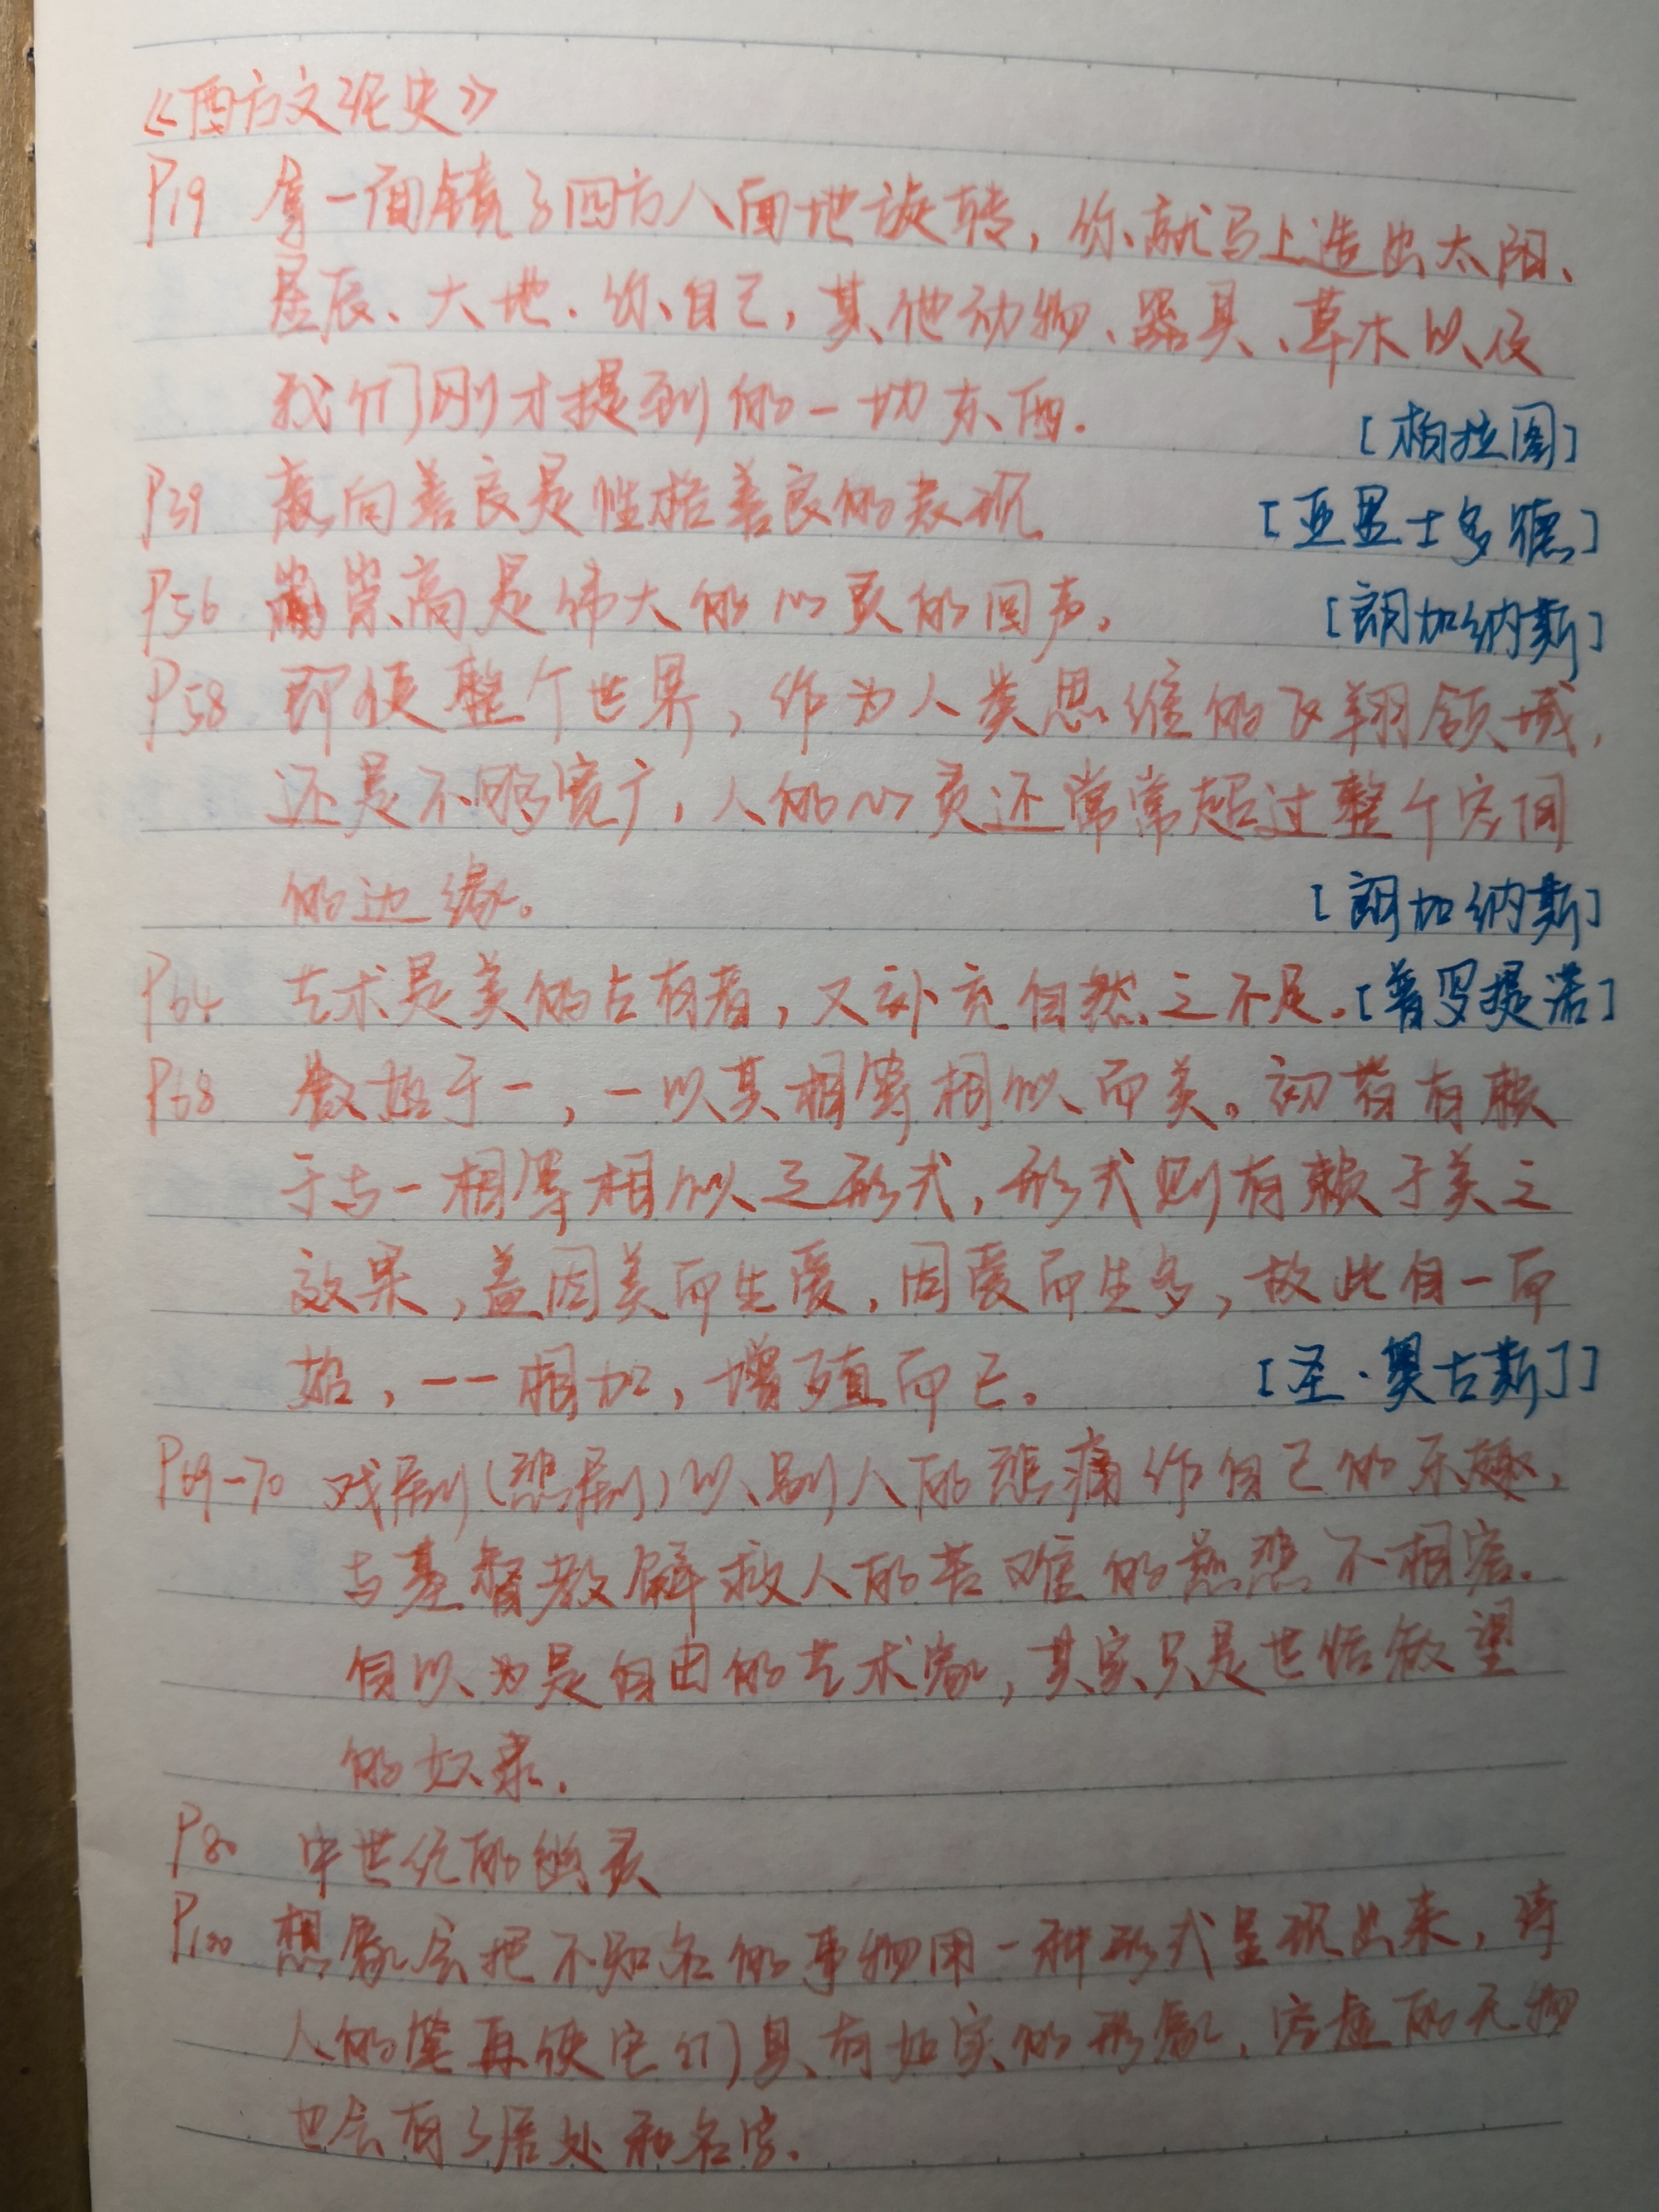 《西方文论史》
P19 拿一面镜子四方八面地旋转，你就马上造出太阳、
星辰、大地、你自己，其他动物、器具、草木以及
我们刚才提到的一切东西. [柏拉图]
P39 意向善良是性格善良的表现 [亚里士多德]
P56 崇高是伟大的心灵的回声。 [朗加纳斯]
P58 即使整个世界，作为人类思维的飞翔领域，
还是不够宽广，人的心灵还常常超过整个空间
的边缘。 [朗加纳斯]
P64 艺术是美的占有者，又补充自然之不足。[普罗提诺]
P68 数始于一，一以其相等相似而美。初者有赖
于与一相等相似之形式，形式则有赖于美之
效果，盖因美而生爱，因爱而生多，故此自一而
始，一一相加，增殖而已。 [圣·奥古斯丁]
P69-70 戏剧(悲剧)以别人的悲痛作自己的乐趣，
与基督教解救人的苦难的慈悲不相容。
自以为是自由的艺术家，其实只是世俗欲望
的奴隶.
P80 中世纪的幽灵
P100 想象会把不知名的事物用一种形式呈现出来，诗
人的笔再使它们具有如实的形象，空虚的无物
也会有了居处和名字.